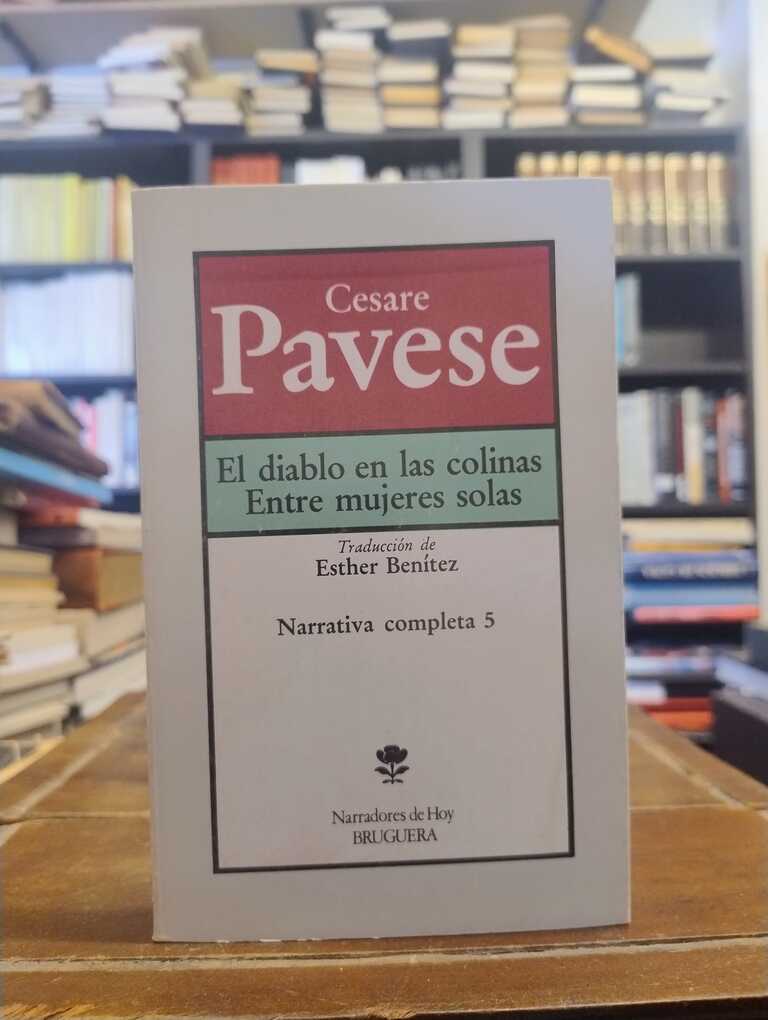 Cesare
Pavese
El diablo en las colinas
Entre mujeres solas
Traducción de
Esther Benítez
Narrativa completa 5
Narradores de Hoy
BRUGUERA